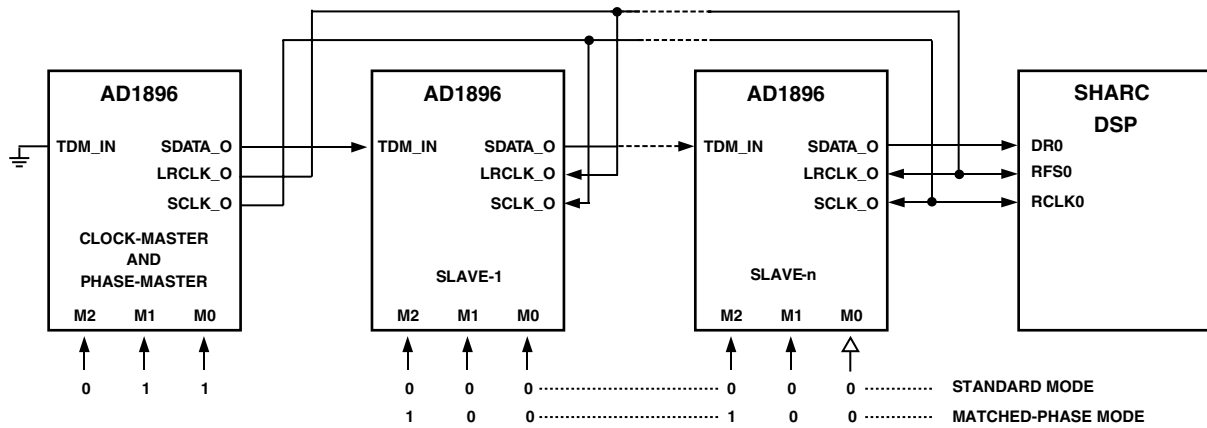 AD1896 AD1896 AD1896 SHARC
DSP
TDM_IN SDATA_O TDM_IN SDATA_O TDM_IN SDATA_O DR0
LRCLK_O LRCLK_O LRCLK_O RFS0
SCLK_O SCLK_O SCLK_O RCLK0
CLOCK-MASTER
AND
PHASE-MASTER SLAVE-1 SLAVE-n
M2 M1 M0 M2 M1 M0 M2 M1 M0
0 1 1 0 0 0 0 0 0 STANDARD MODE
1 0 0 1 0 0 MATCHED-PHASE MODE